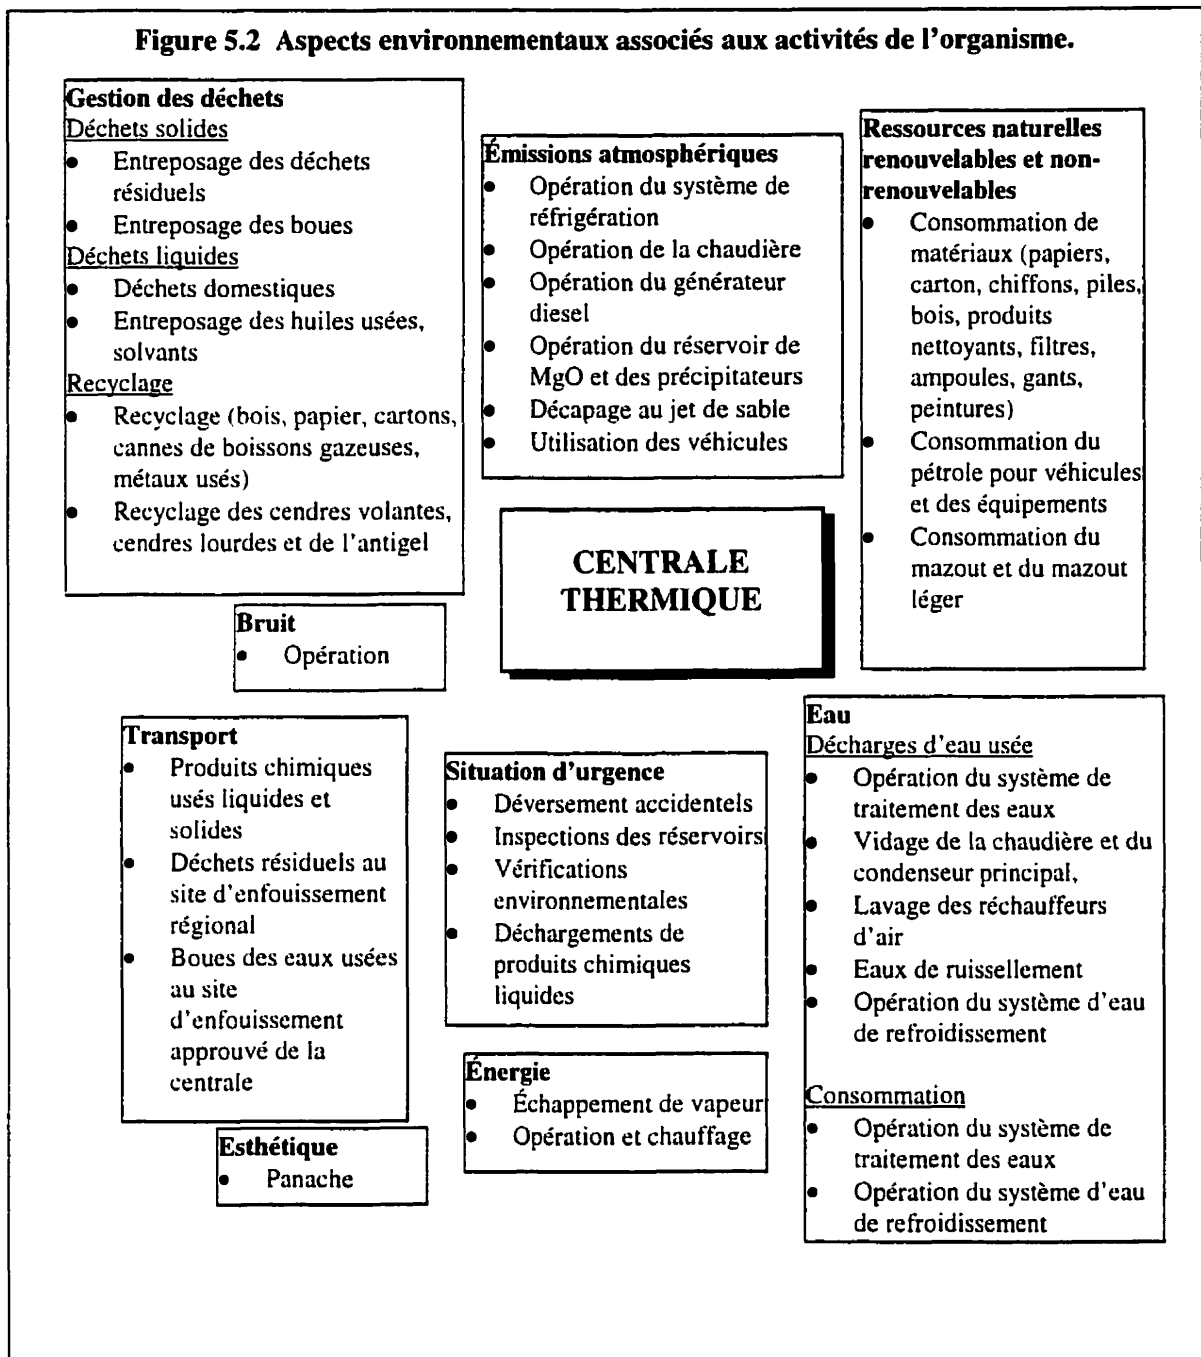 Figure 5.2 Aspects environnementaux associés aux activités de l'organisme.
Gestion des déchets
Déchets solides
• Entreposage des déchets
résiduels
• Entreposage des boues
Déchets liquides
• Déchets domestiques
• Entreposage des huiles usées,
solvants
Recyclage
• Recyclage (bois, papier, cartons,
cannes de boissons gazeuses,
métaux usés)
• Recyclage des cendres volantes,
cendres lourdes et de l'antigel
Émissions atmosphériques
• Opération du système de
réfrigération
• Opération de la chaudière
• Opération du générateur
diesel
• Opération du réservoir de
MgO et des précipitateurs
• Décapage au jet de sable
• Utilisation des véhicules
Ressources naturelles
renouvelables et non-
renouvelables
• Consommation de
matériaux (papiers,
carton, chiffons, piles,
bois, produits
nettoyants, filtres,
ampoules, gants,
peintures)
• Consommation du
pétrole pour véhicules
et des équipements
• Consommation du
mazout et du mazout
léger
CENTRALE
THERMIQUE
Bruit
• Opération
Transport
• Produits chimiques
usés liquides et
solides
• Déchets résiduels au
site d'enfouissement
régional
• Boues des eaux usées
au site
d'enfouissement
approuvé de la
centrale
Situation d'urgence
• Déversement accidentels
• Inspections des réservoirs
• Vérifications
environnementales
• Déchargements de
produits chimiques
liquides
Eau
Décharges d'eau usée
• Opération du système de
traitement des eaux
• Vidage de la chaudière et du
condenseur principal,
• Lavage des réchauffeurs
d'air
• Eaux de ruissellement
• Opération du système d'eau
de refroidissement
Consommation
• Opération du système de
traitement des eaux
• Opération du système d'eau
de refroidissement
Énergie
• Échappement de vapeur
• Opération et chauffage
Esthétique
• Panache